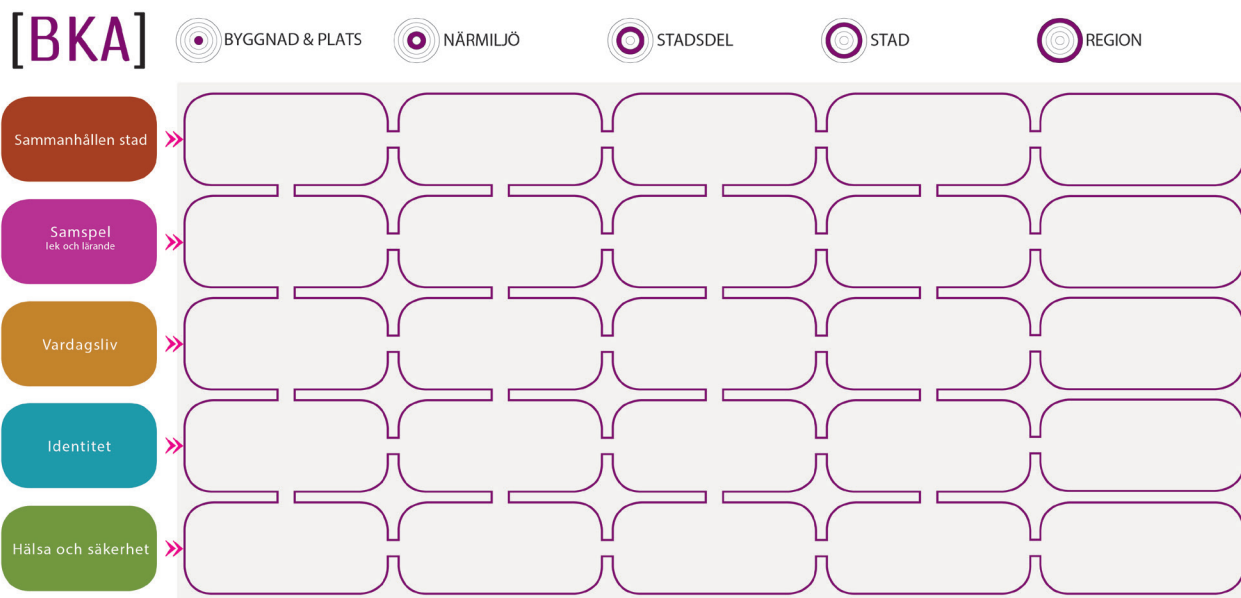 [BKA]
BYGGNAD & PLATS
NÄRMILJÖ
STADSDEL
STAD
REGION
Sammanhållen stad
Samspel
lek och lärande
Vardagsliv
Identitet
Hälsa och säkerhet